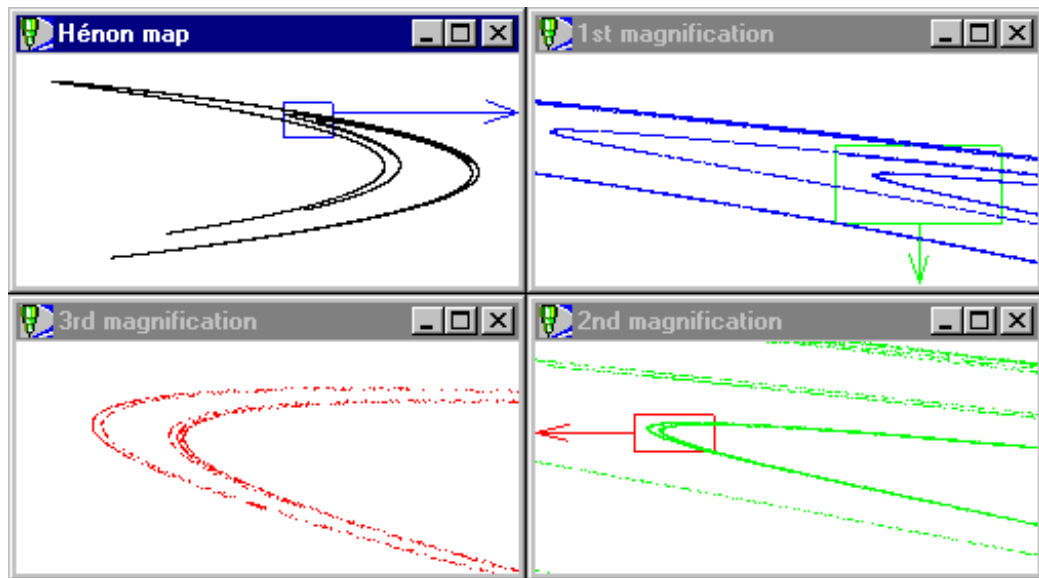 Hénon map
1st magnification
3rd magnification
2nd magnification